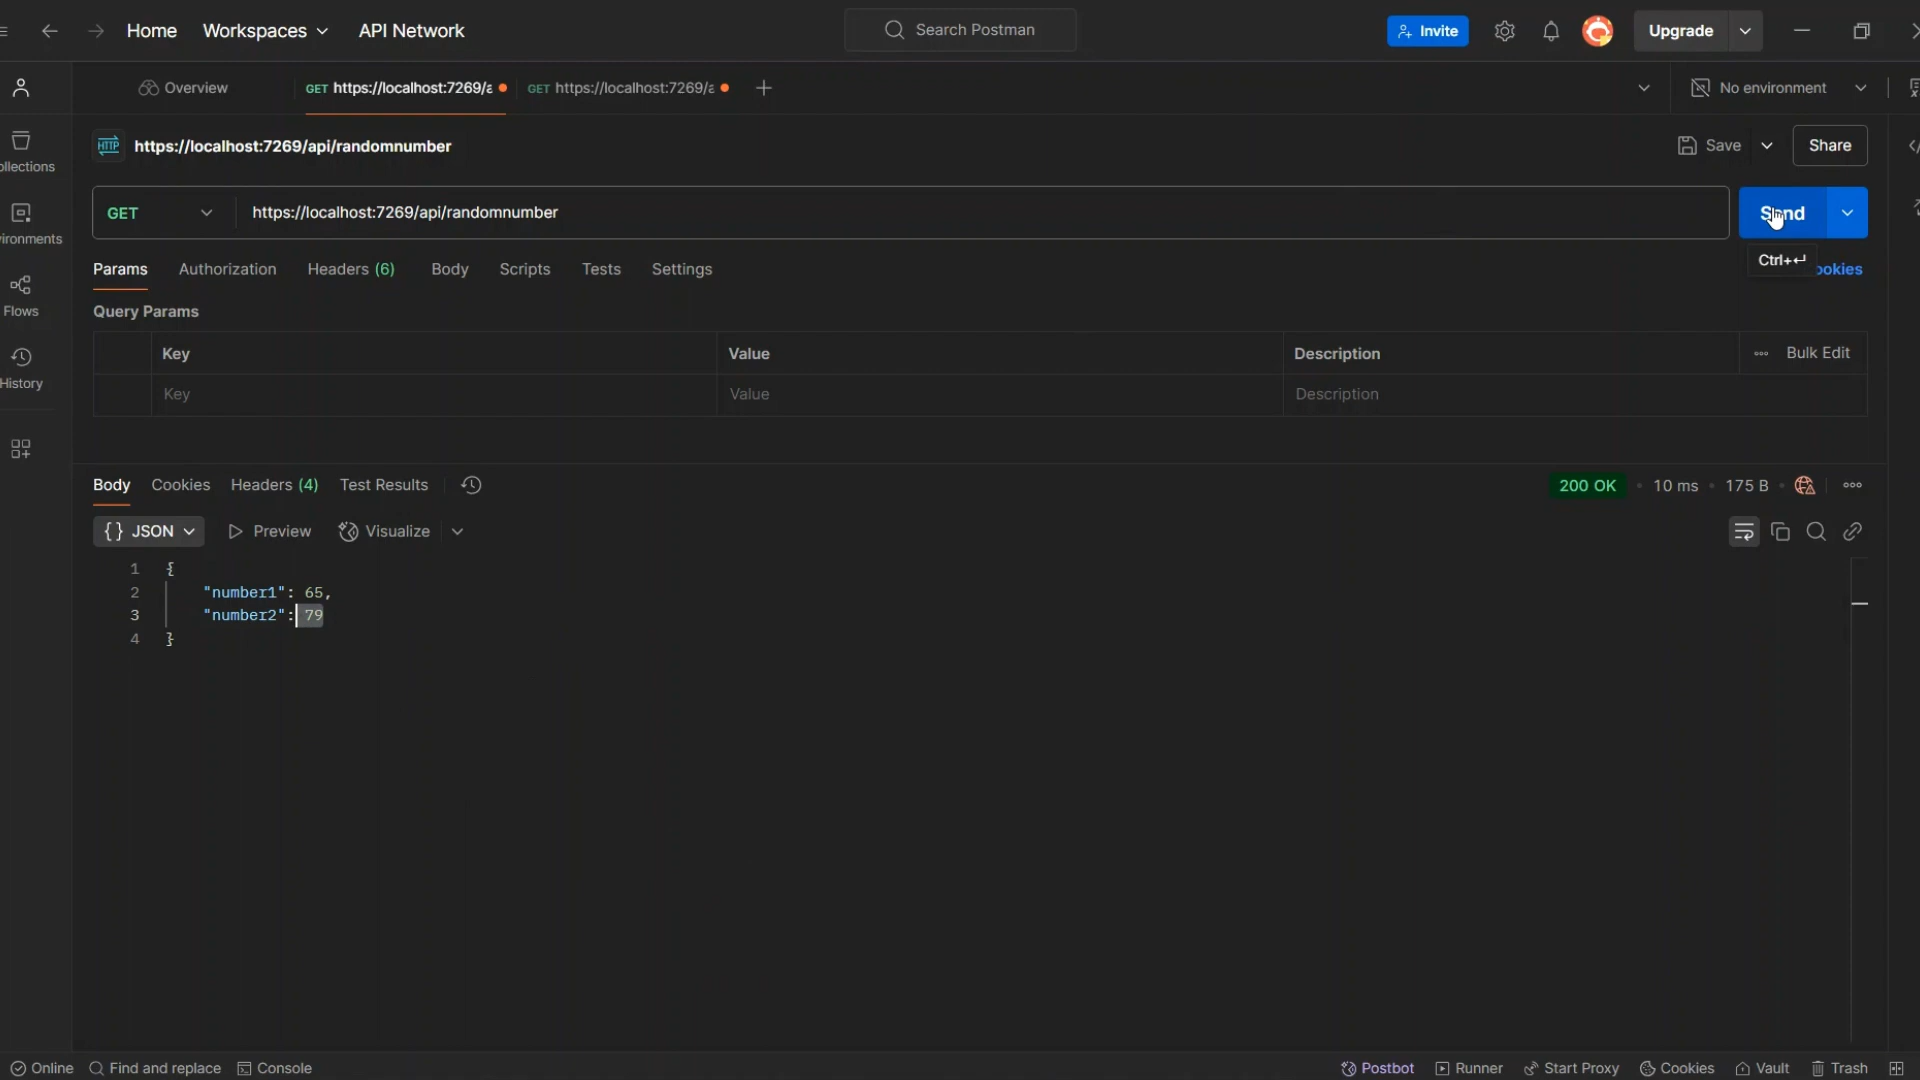 Home Workspaces API Network Search Postman Invite Upgrade
Overview GET https://localhost:7269/a GET https://localhost:7269/a No environment
HTTP https://localhost:7269/api/randomnumber Save Share
ollections
GET https://localhost:7269/api/randomnumber Send
ironments
Params Authorization Headers (6) Body Scripts Tests Settings Ctrl+↵ ookies
Flows
Query Params
Key Value Description Bulk Edit
History
Key Value Description
Body Cookies Headers (4) Test Results 200 OK • 10 ms • 175 B
{} JSON Preview Visualize
1 {
2 "number1": 65,
3 "number2": 79
4 }
Online Find and replace Console Postbot Runner Start Proxy Cookies Vault Trash